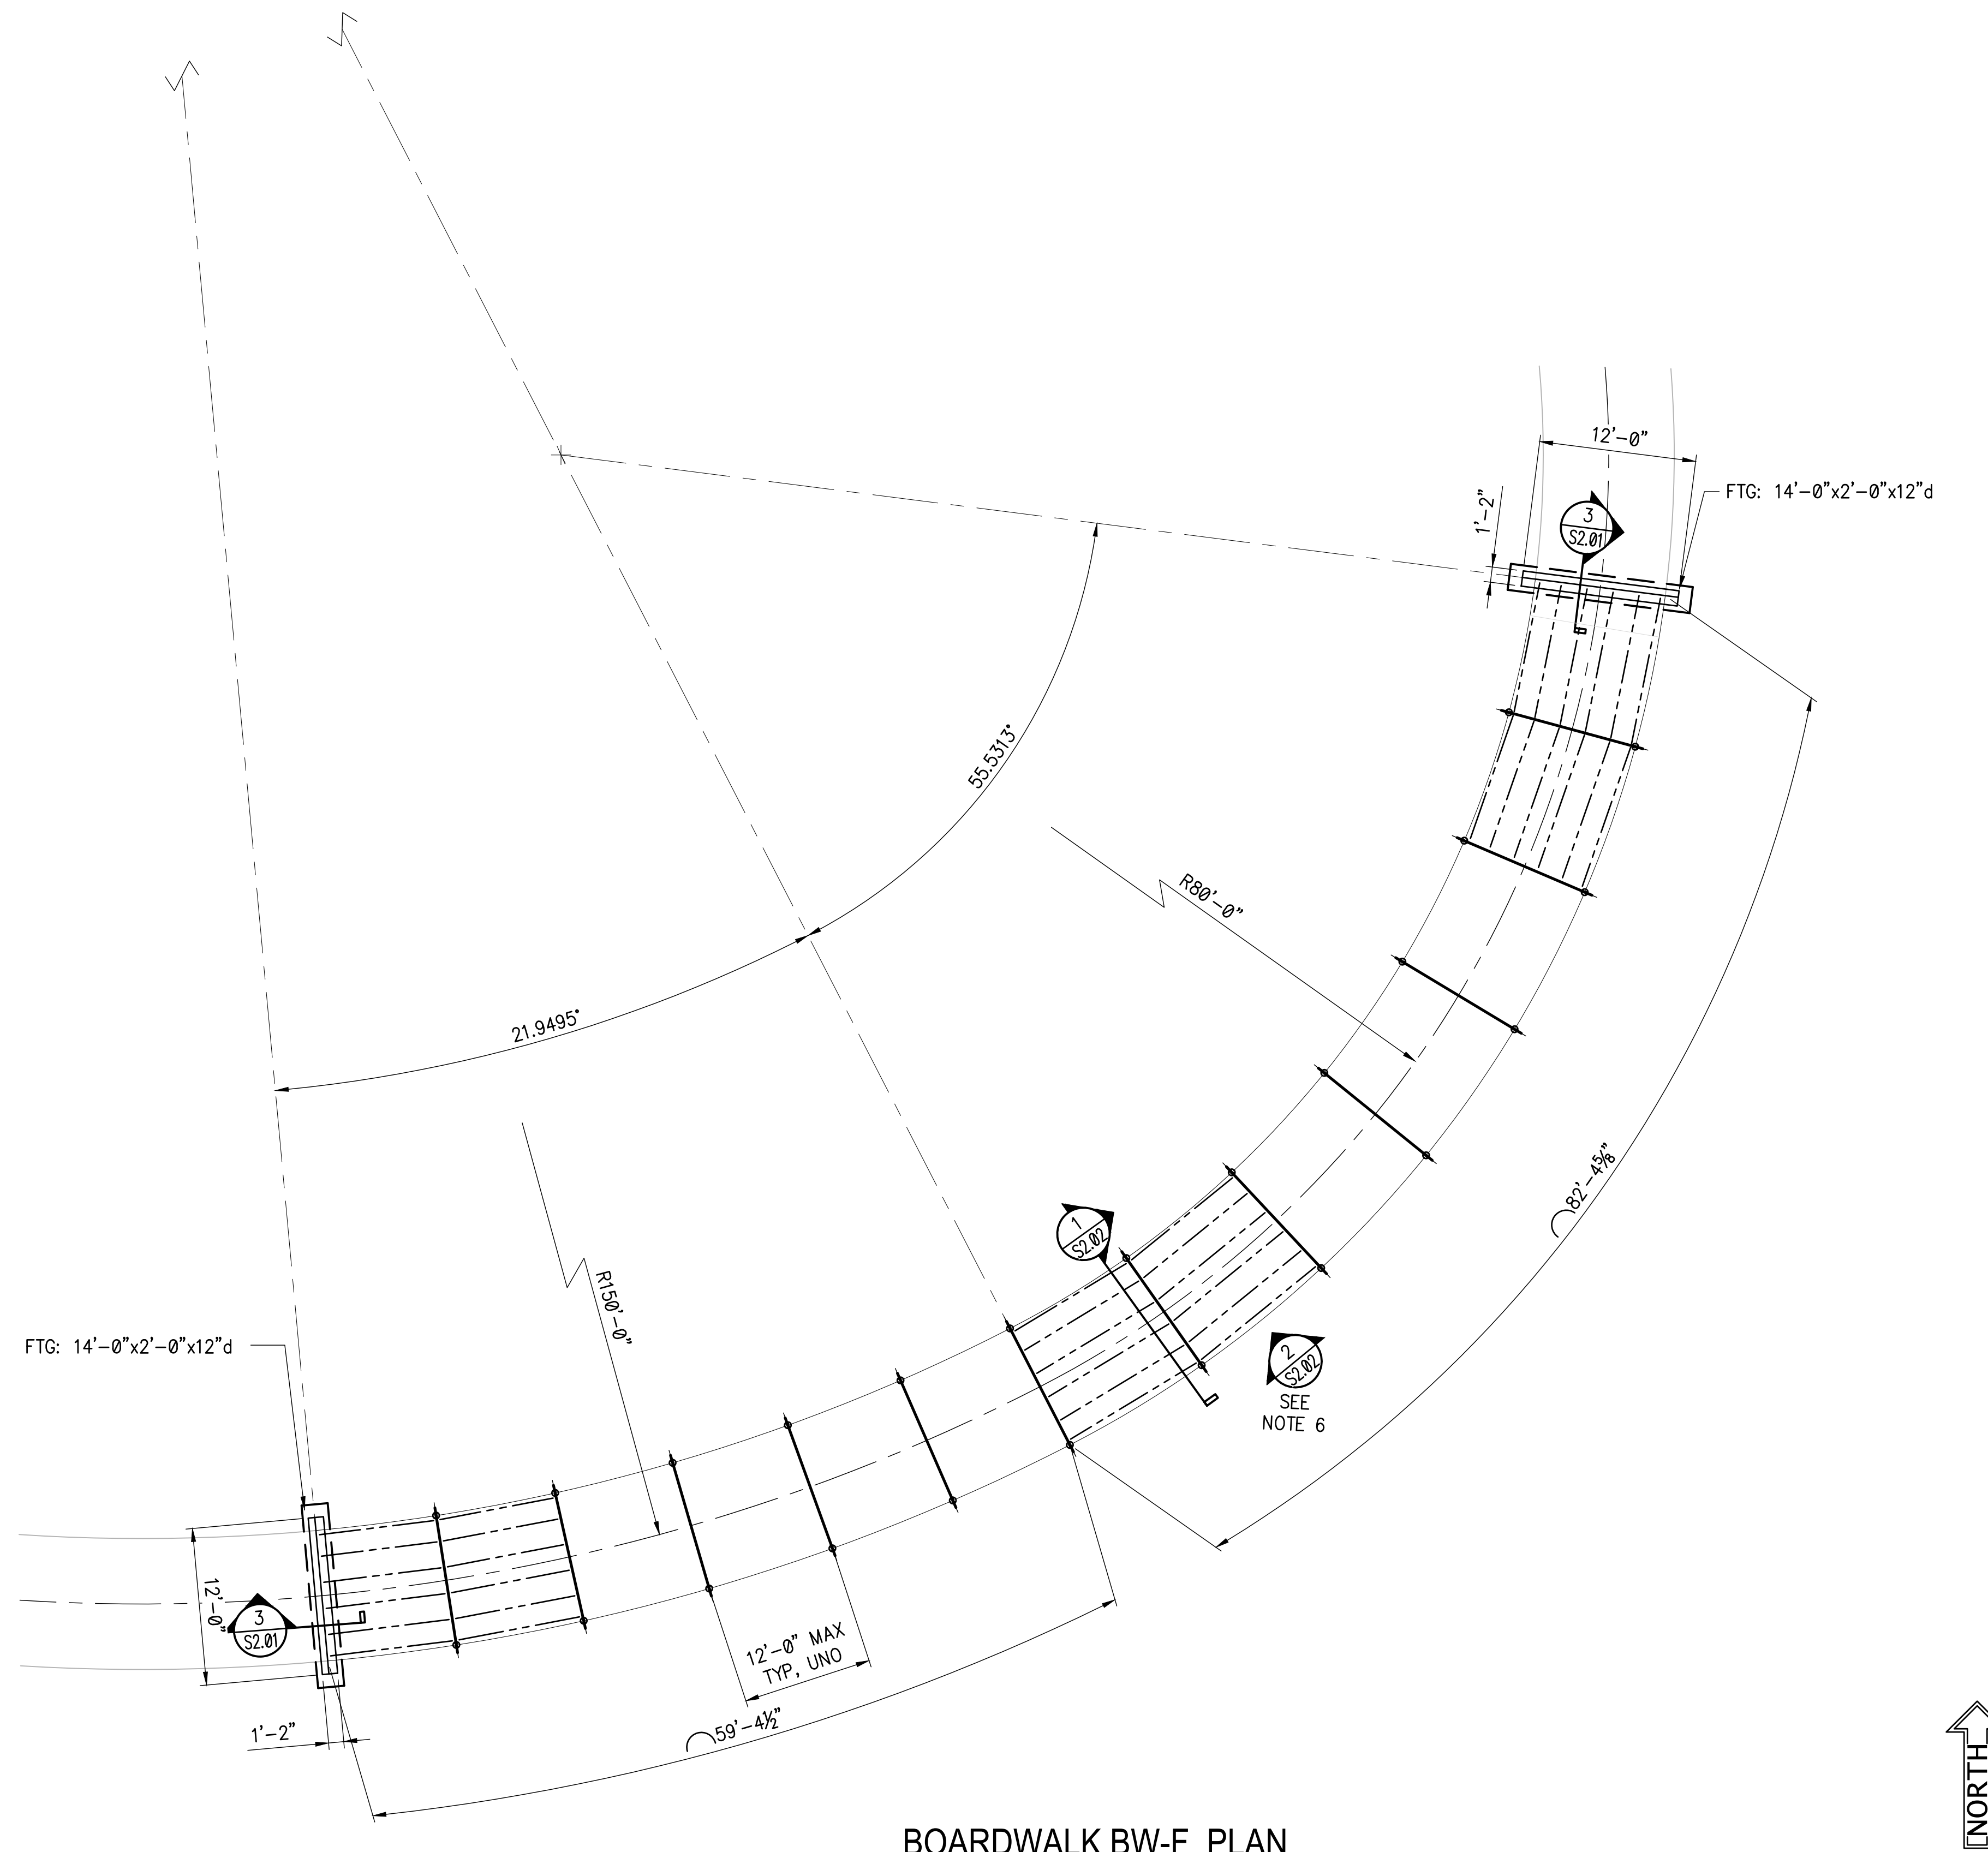 12'-0"
1'-2"
FTG: 14'-0"x2'-0"x12"d
3
S2.01
55.5313°
R80'-0"
21.9495°
82'-4⅝"
1
S2.02
R150'-0"
2
S2.02
SEE
NOTE 6
FTG: 14'-0"x2'-0"x12"d
12'-0"
3
S2.01
12'-0" MAX
TYP, UNO
59'-4½"
1'-2"
NORTH
BOARDWALK BW-F PLAN